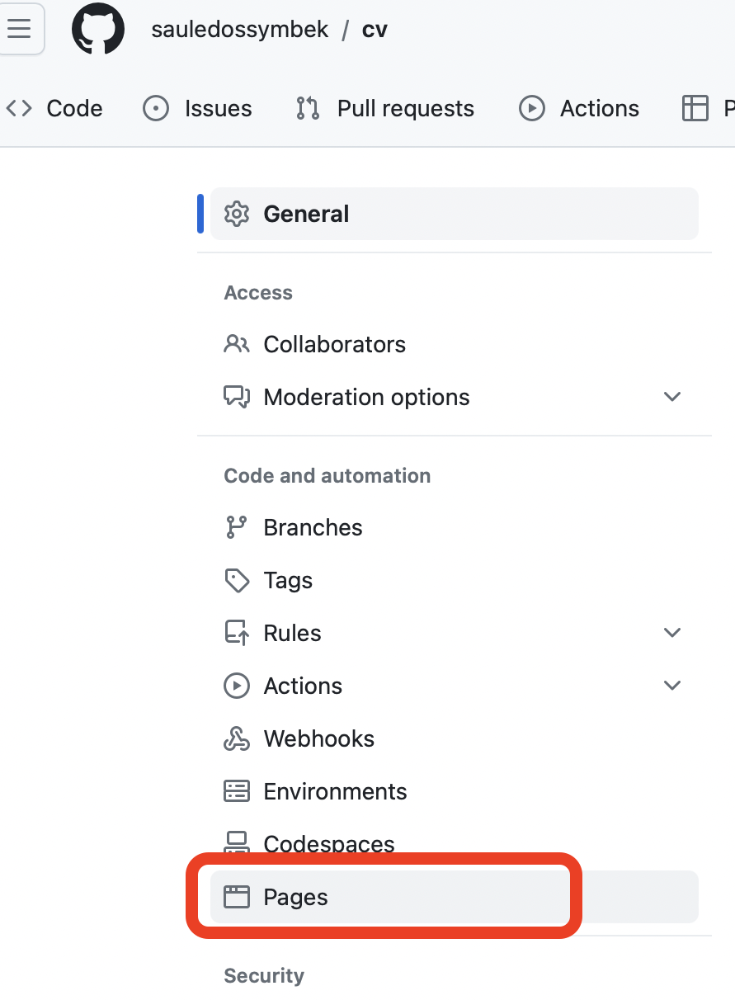 sauledossymbek / cv
Code Issues Pull requests Actions P
General
Access
Collaborators
Moderation options
Code and automation
Branches
Tags
Rules
Actions
Webhooks
Environments
Codespaces
Pages
Security